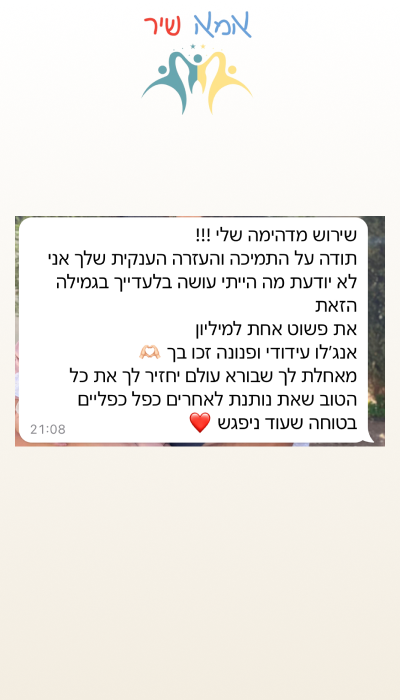 אמא שיר
שירוש מדהימה שלי !!!
תודה על התמיכה והעזרה הענקית שלך אני
לא יודעת מה הייתי עושה בלעדייך בגמילה
הזאת
את פשוט אחת למיליון
אנג'לו עידודי ופנונה זכו בך 🫶🏻
מאחלת לך שבורא עולם יחזיר לך את כל
הטוב שאת נותנת לאחרים כפל כפליים
בטוחה שעוד ניפגש ❤️
21:08